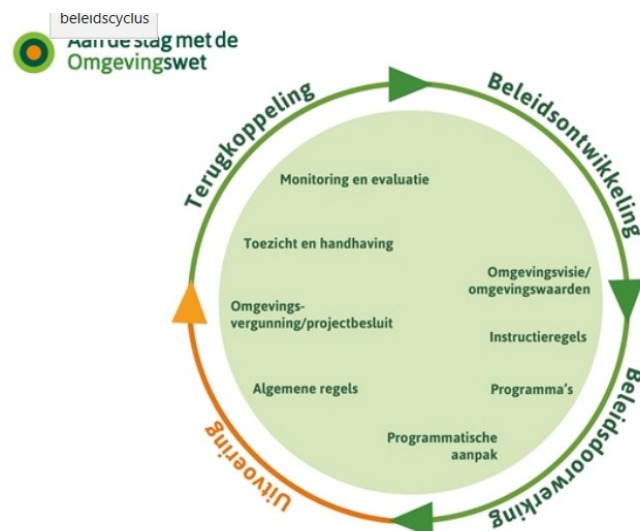 beleidscyclus
Aan de slag met de
Omgevingswet
Terugkoppeling
Beleidsontwikkeling
Monitoring en evaluatie
Toezicht en handhaving
Omgevingsvisie/
omgevingswaarden
Omgevings-
vergunning/projectbesluit
Instructieregels
Algemene regels
Programma's
Programmatische
aanpak
Uitvoering
Beleidsdoorwerking